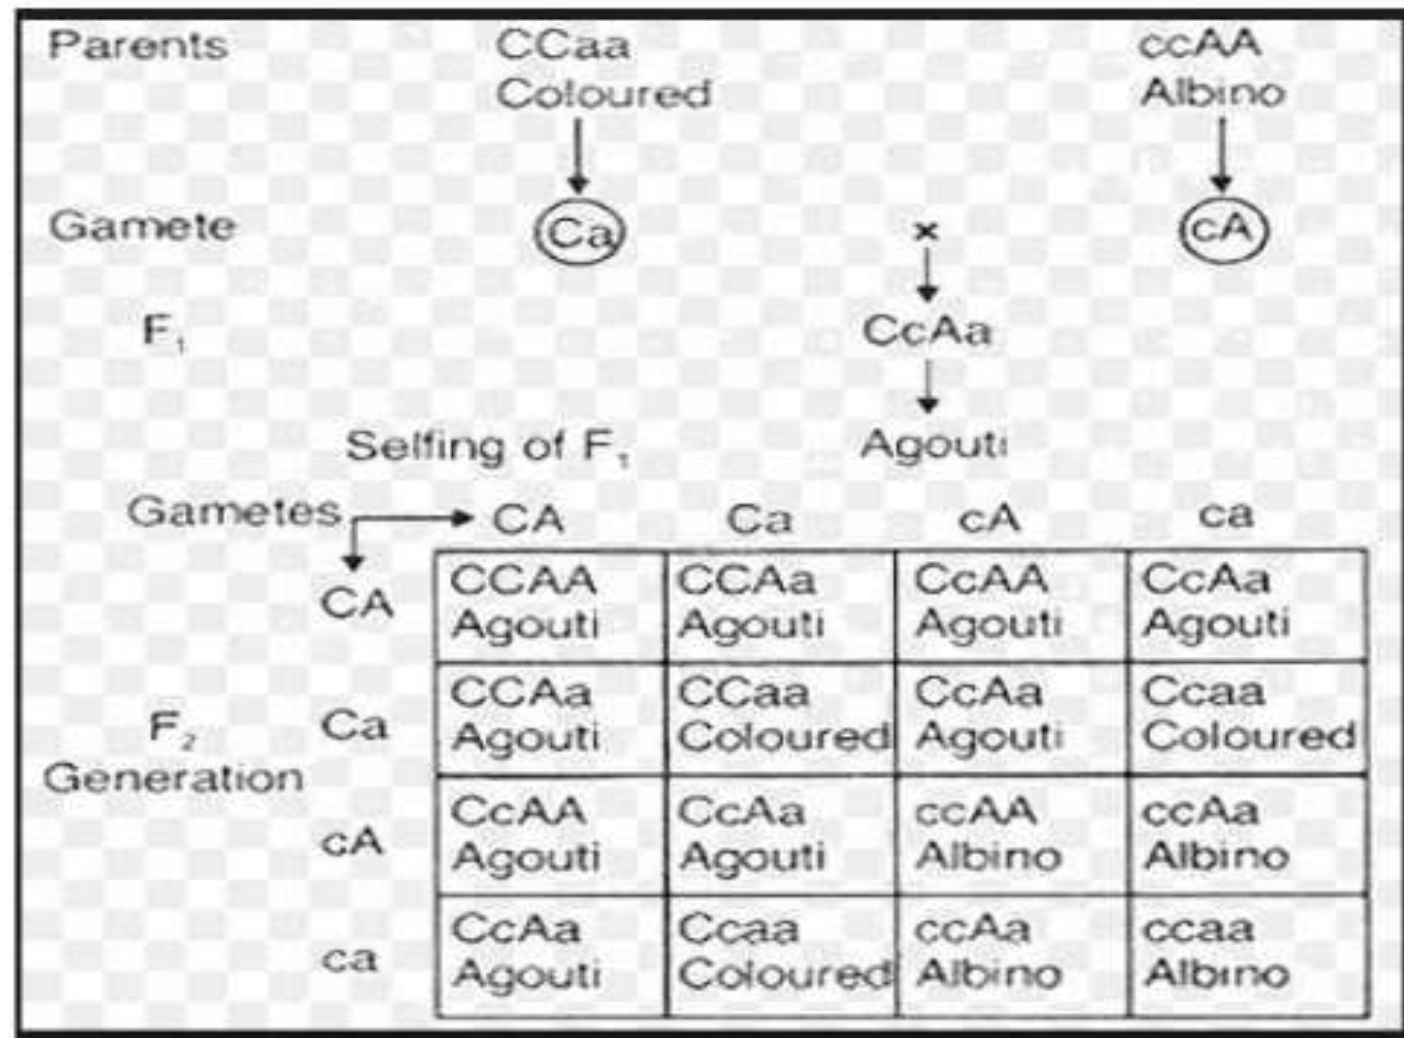 Parents CCaa ccAA
Coloured Albino
Gamete Ca × cA
F₁ CcAa
Selfing of F₁ Agouti
Gametes CA Ca cA ca
CA CCAA CCAa CcAA CcAa
Agouti Agouti Agouti Agouti
Ca CCAa CCaa CcAa Ccaa
F₂ Agouti Coloured Agouti Coloured
Generation
cA CcAA CcAa ccAA ccAa
Agouti Agouti Albino Albino
ca CcAa Ccaa ccAa ccaa
Agouti Coloured Albino Albino